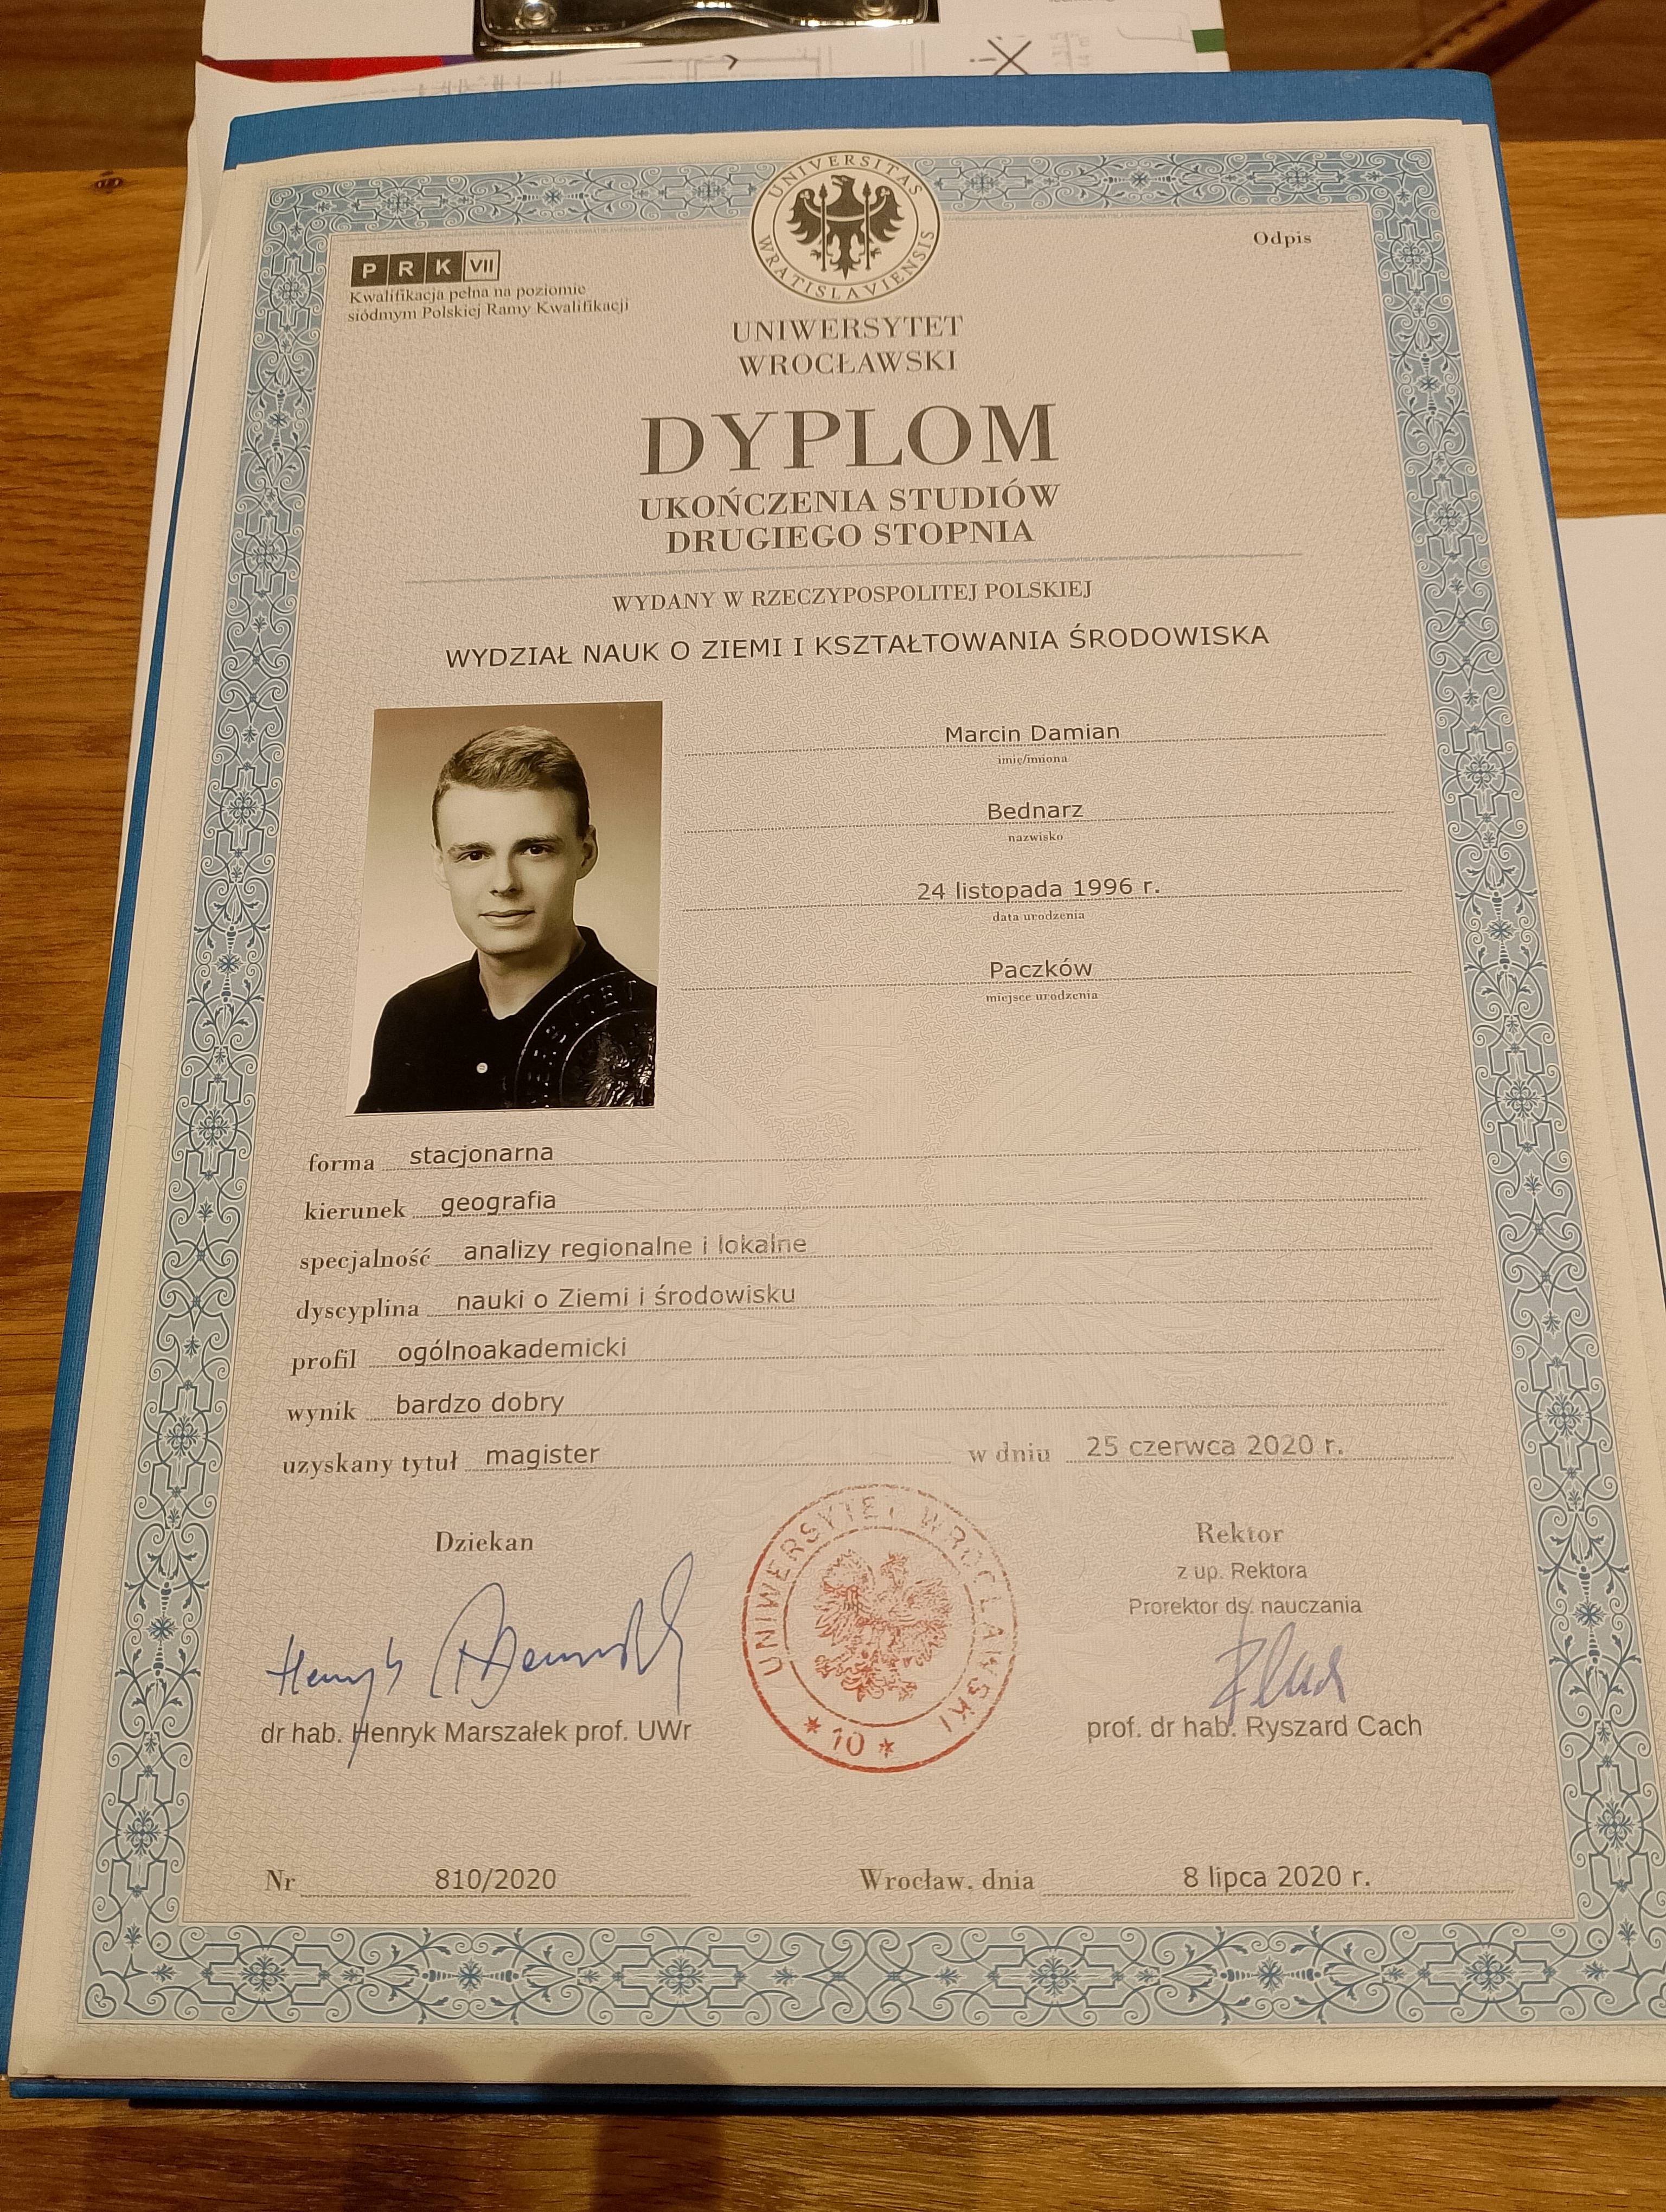 UNIVERSITAS WRATISLAVIENSIS
Odpis
PRK VII
Kwalifikacja pełna na poziomie
siódmym Polskiej Ramy Kwalifikacji
UNIWERSYTET
WROCŁAWSKI
DYPLOM
UKOŃCZENIA STUDIÓW
DRUGIEGO STOPNIA
WYDANY W RZECZYPOSPOLITEJ POLSKIEJ
WYDZIAŁ NAUK O ZIEMI I KSZTAŁTOWANIA ŚRODOWISKA
Marcin Damian
imię/imiona
Bednarz
nazwisko
24 listopada 1996 r.
data urodzenia
Paczków
miejsce urodzenia
forma stacjonarna
kierunek geografia
specjalność analizy regionalne i lokalne
dyscyplina nauki o Ziemi i środowisku
profil ogólnoakademicki
wynik bardzo dobry
uzyskany tytuł magister w dniu 25 czerwca 2020 r.
Dziekan
Rektor
z up. Rektora
Prorektor ds. nauczania
UNIWERSYTET WROCŁAWSKI
* 10 *
Henryk
dr hab. Henryk Marszałek prof. UWr
prof. dr hab. Ryszard Cach
Nr 810/2020
Wrocław, dnia 8 lipca 2020 r.